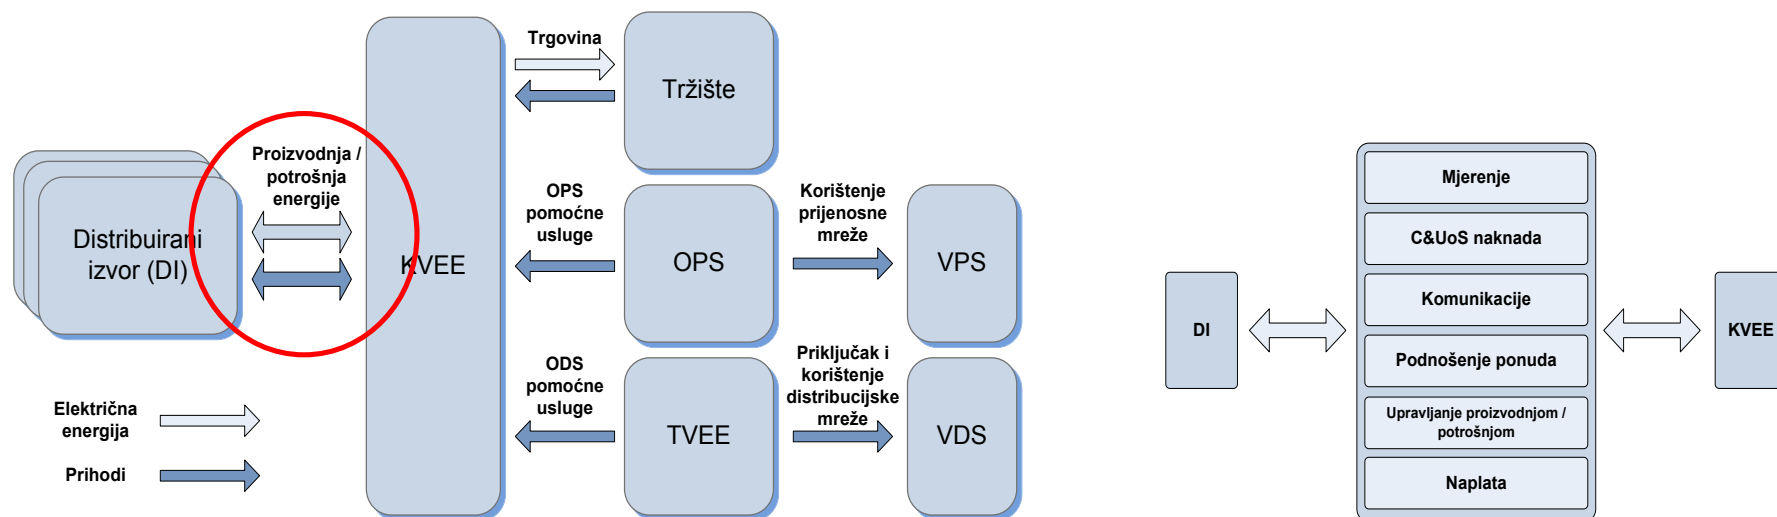 Trgovina
Tržište
Proizvodnja /
potrošnja
energije
Distribuirani
izvor (DI)
KVEE
OPS
pomoćne
usluge
OPS
Korištenje
prijenosne
mreže
VPS
ODS
pomoćne
usluge
TVEE
Priključak i
korištenje
distribucijske
mreže
VDS
Električna
energija
Prihodi
DI
Mjerenje
C&UoS naknada
Komunikacije
Podnošenje ponuda
Upravljanje proizvodnjom /
potrošnjom
Naplata
KVEE